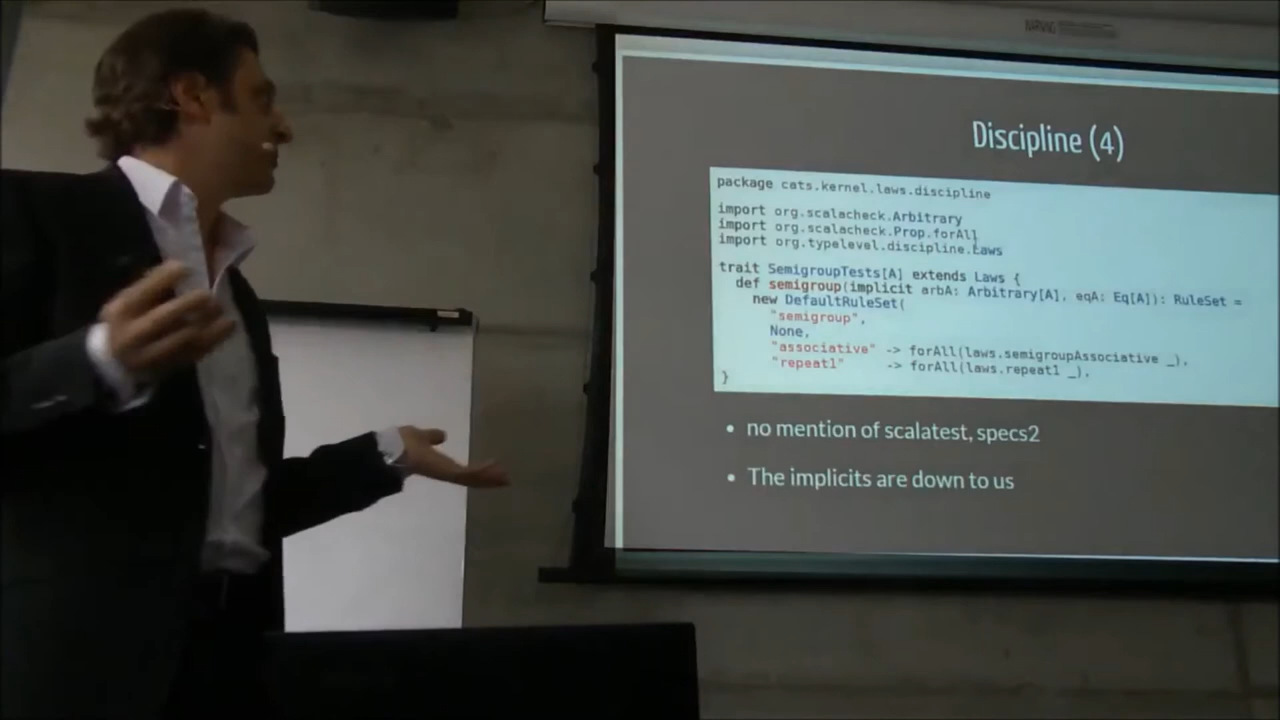 Discipline (4)
package cats.kernel.laws.discipline
import org.scalacheck.Arbitrary
import org.scalacheck.Prop.forAll
import org.typelevel.discipline.Laws
trait SemigroupTests[A] extends Laws {
def semigroup(implicit arbA: Arbitrary[A], eqA: Eq[A]): RuleSet =
new DefaultRuleSet(
"semigroup",
None,
"associative" -> forAll(laws.semigroupAssociative _),
"repeat1" -> forAll(laws.repeat1 _),
}
• no mention of scalatest, specs2
• The implicits are down to us